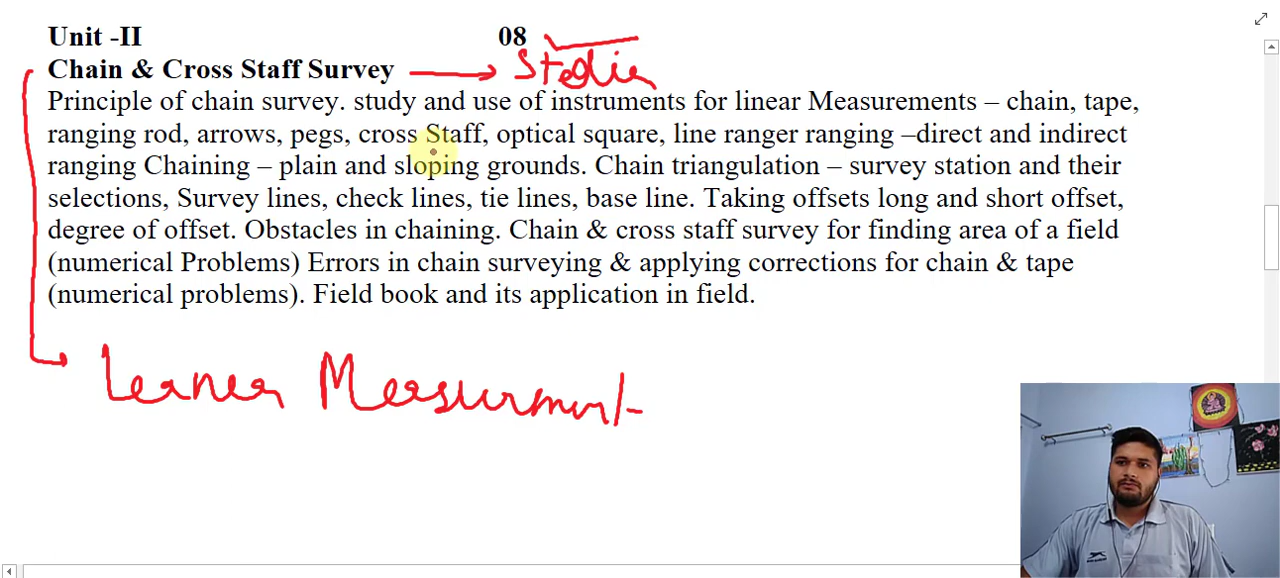 Unit -II 08
Chain & Cross Staff Survey
Principle of chain survey. study and use of instruments for linear Measurements – chain, tape,
ranging rod, arrows, pegs, cross Staff, optical square, line ranger ranging –direct and indirect
ranging Chaining – plain and sloping grounds. Chain triangulation – survey station and their
selections, Survey lines, check lines, tie lines, base line. Taking offsets long and short offset,
degree of offset. Obstacles in chaining. Chain & cross staff survey for finding area of a field
(numerical Problems) Errors in chain surveying & applying corrections for chain & tape
(numerical problems). Field book and its application in field.
Measurment